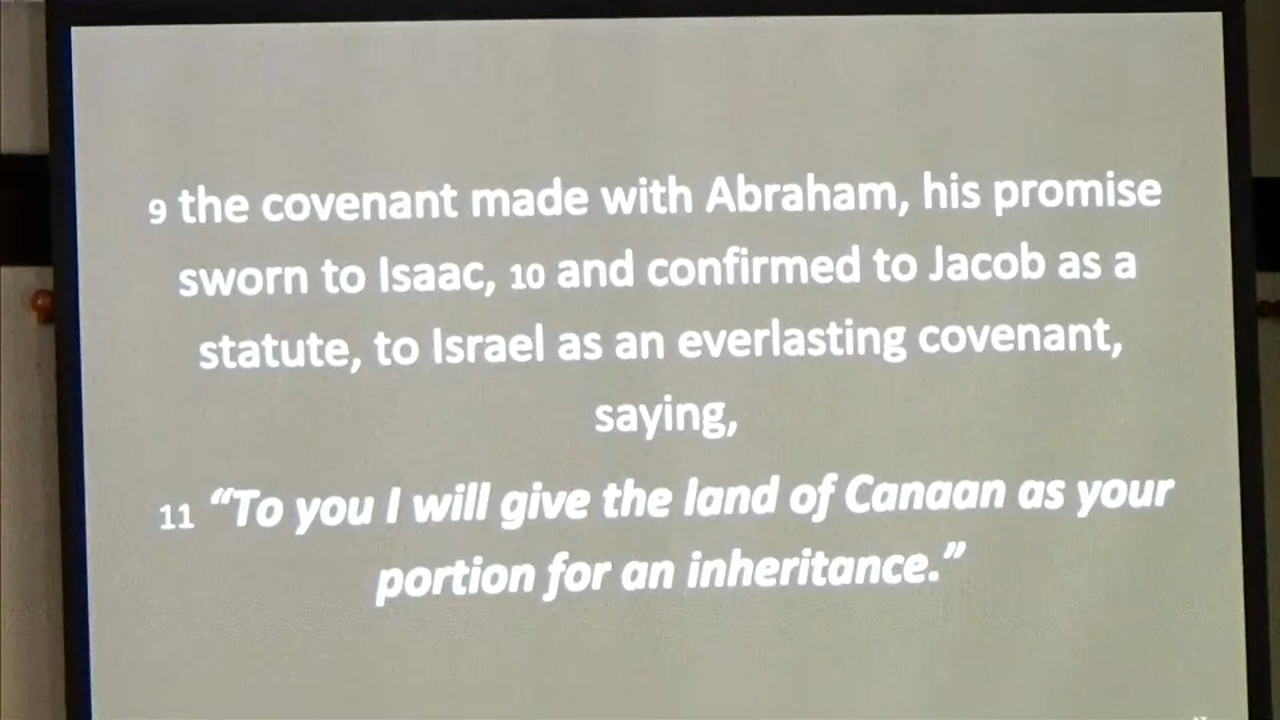 9 the covenant made with Abraham, his promise
sworn to Isaac, 10 and confirmed to Jacob as a
statute, to Israel as an everlasting covenant,
saying,
11 “To you I will give the land of Canaan as your
portion for an inheritance.”